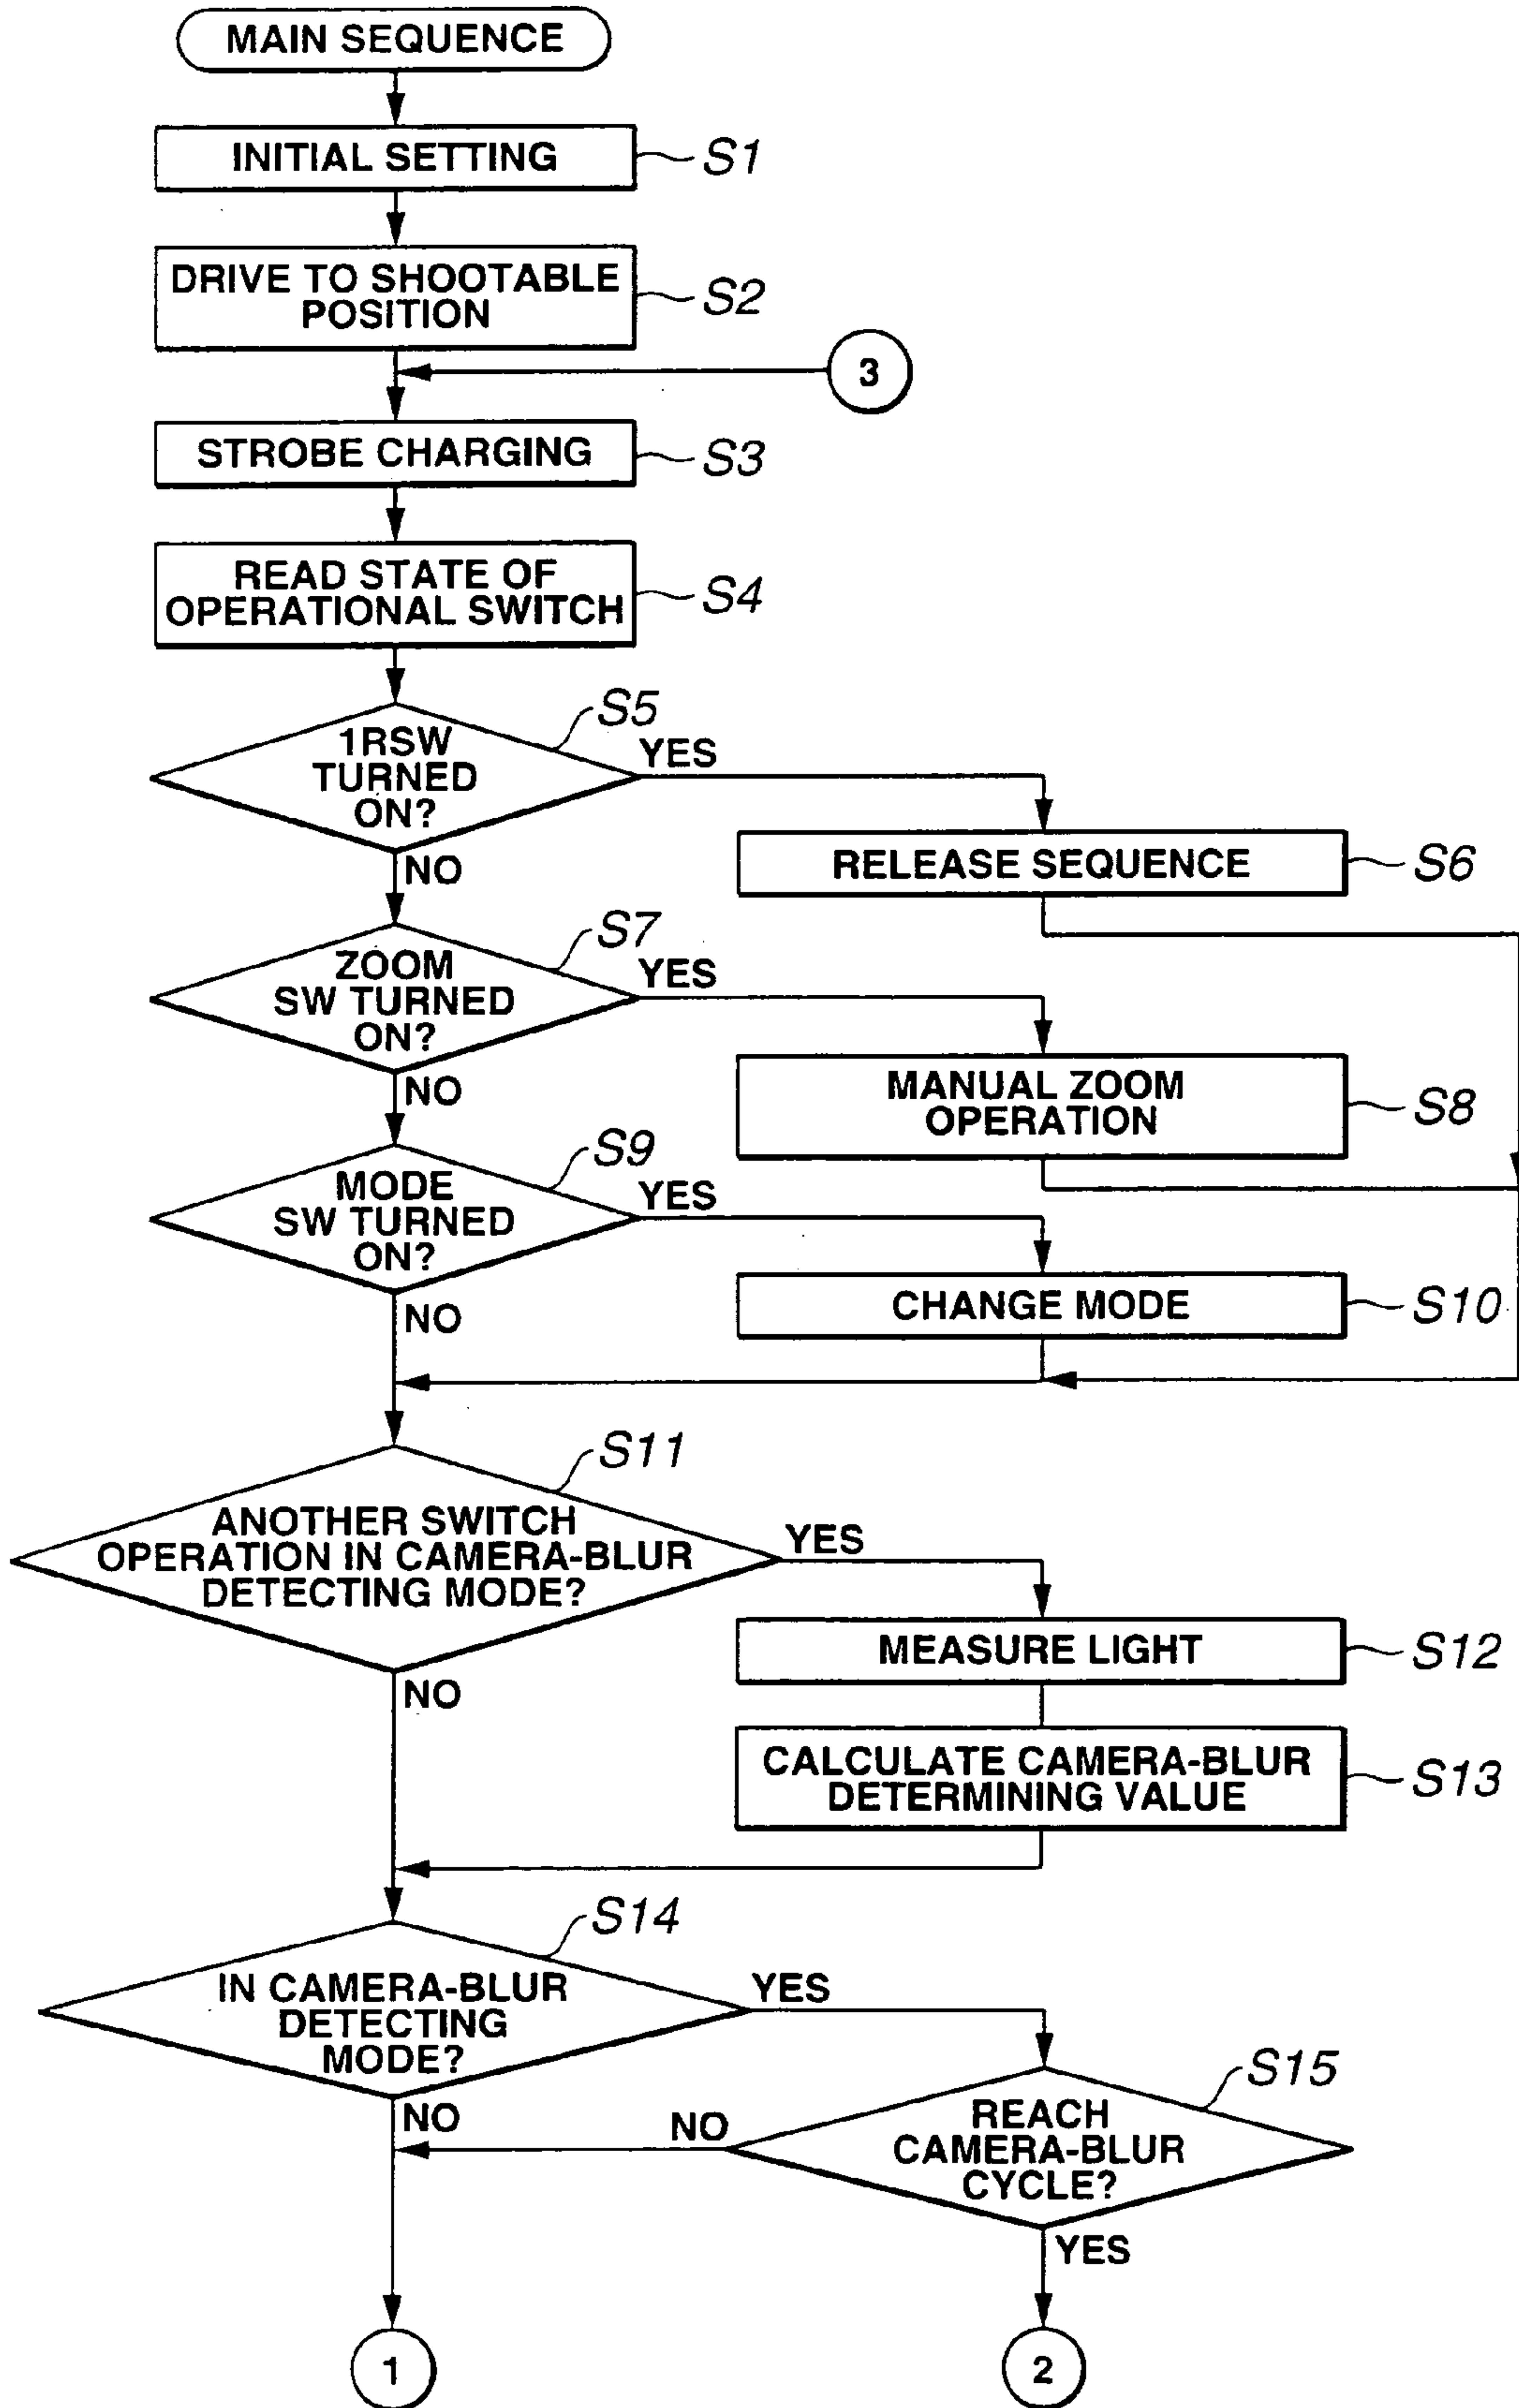 MAIN SEQUENCE
INITIAL SETTING
S1
DRIVE TO SHOOTABLE
POSITION
S2
3
STROBE CHARGING
S3
READ STATE OF
OPERATIONAL SWITCH
S4
1RSW
TURNED
ON?
S5
YES
NO
RELEASE SEQUENCE
S6
ZOOM
SW TURNED
ON?
S7
YES
NO
MANUAL ZOOM
OPERATION
S8
MODE
SW TURNED
ON?
S9
YES
NO
CHANGE MODE
S10
ANOTHER SWITCH
OPERATION IN CAMERA-BLUR
DETECTING MODE?
S11
YES
NO
MEASURE LIGHT
S12
CALCULATE CAMERA-BLUR
DETERMINING VALUE
S13
IN CAMERA-BLUR
DETECTING
MODE?
S14
YES
NO
REACH
CAMERA-BLUR
CYCLE?
S15
NO
YES
1
2